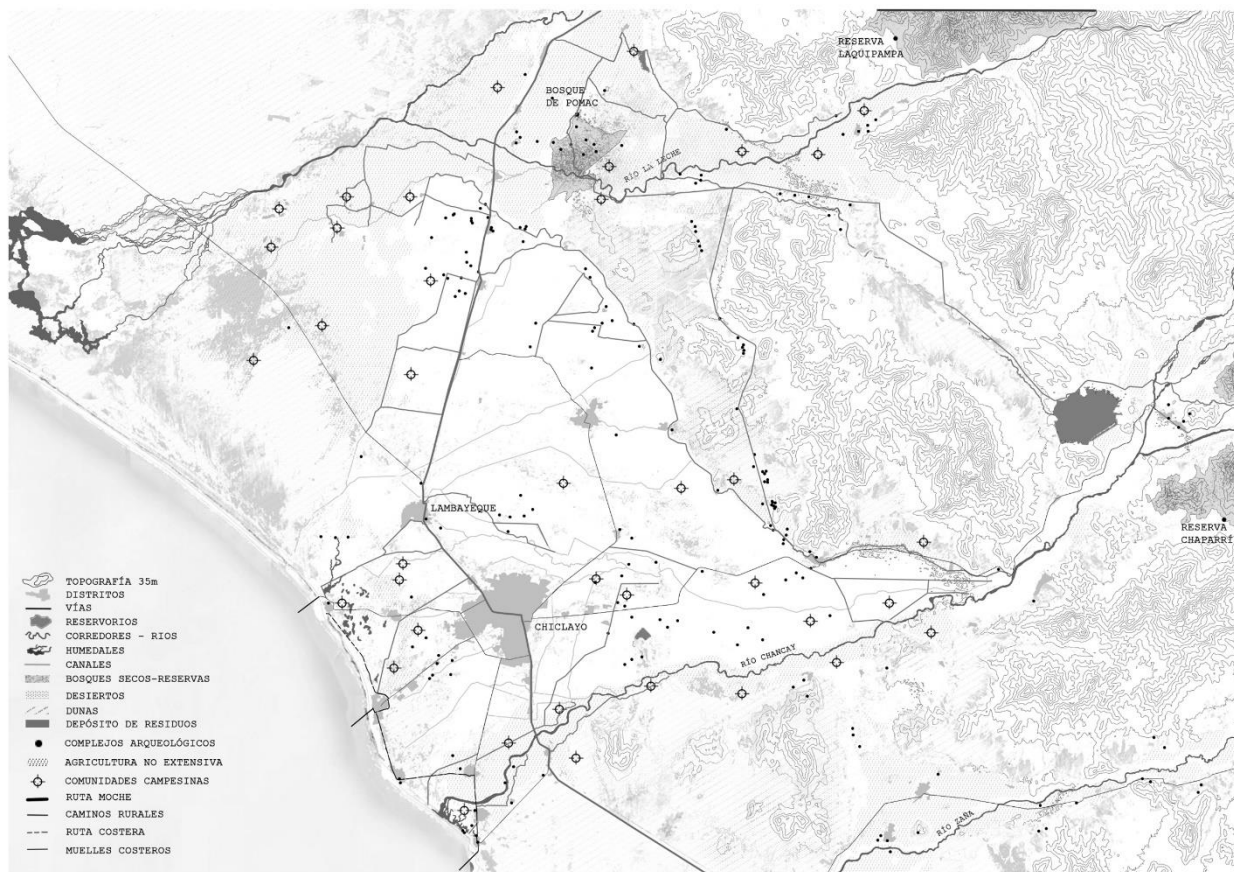 RESERVA
LAQUIPAMPA
BOSQUE
DE POMAC
RÍO LA LECHE
LAMBAYEQUE
RESERVA
CHAPARRÍ
CHICLAYO
RÍO CHANCAY
RÍO ZAÑA
TOPOGRAFÍA 35m
DISTRITOS
VÍAS
RESERVORIOS
CORREDORES - RIOS
HUMEDALES
CANALES
BOSQUES SECOS-RESERVAS
DESIERTOS
DUNAS
DEPÓSITO DE RESIDUOS
COMPLEJOS ARQUEOLÓGICOS
AGRICULTURA NO EXTENSIVA
COMUNIDADES CAMPESINAS
RUTA MOCHE
CAMINOS RURALES
RUTA COSTERA
MUELLES COSTEROS